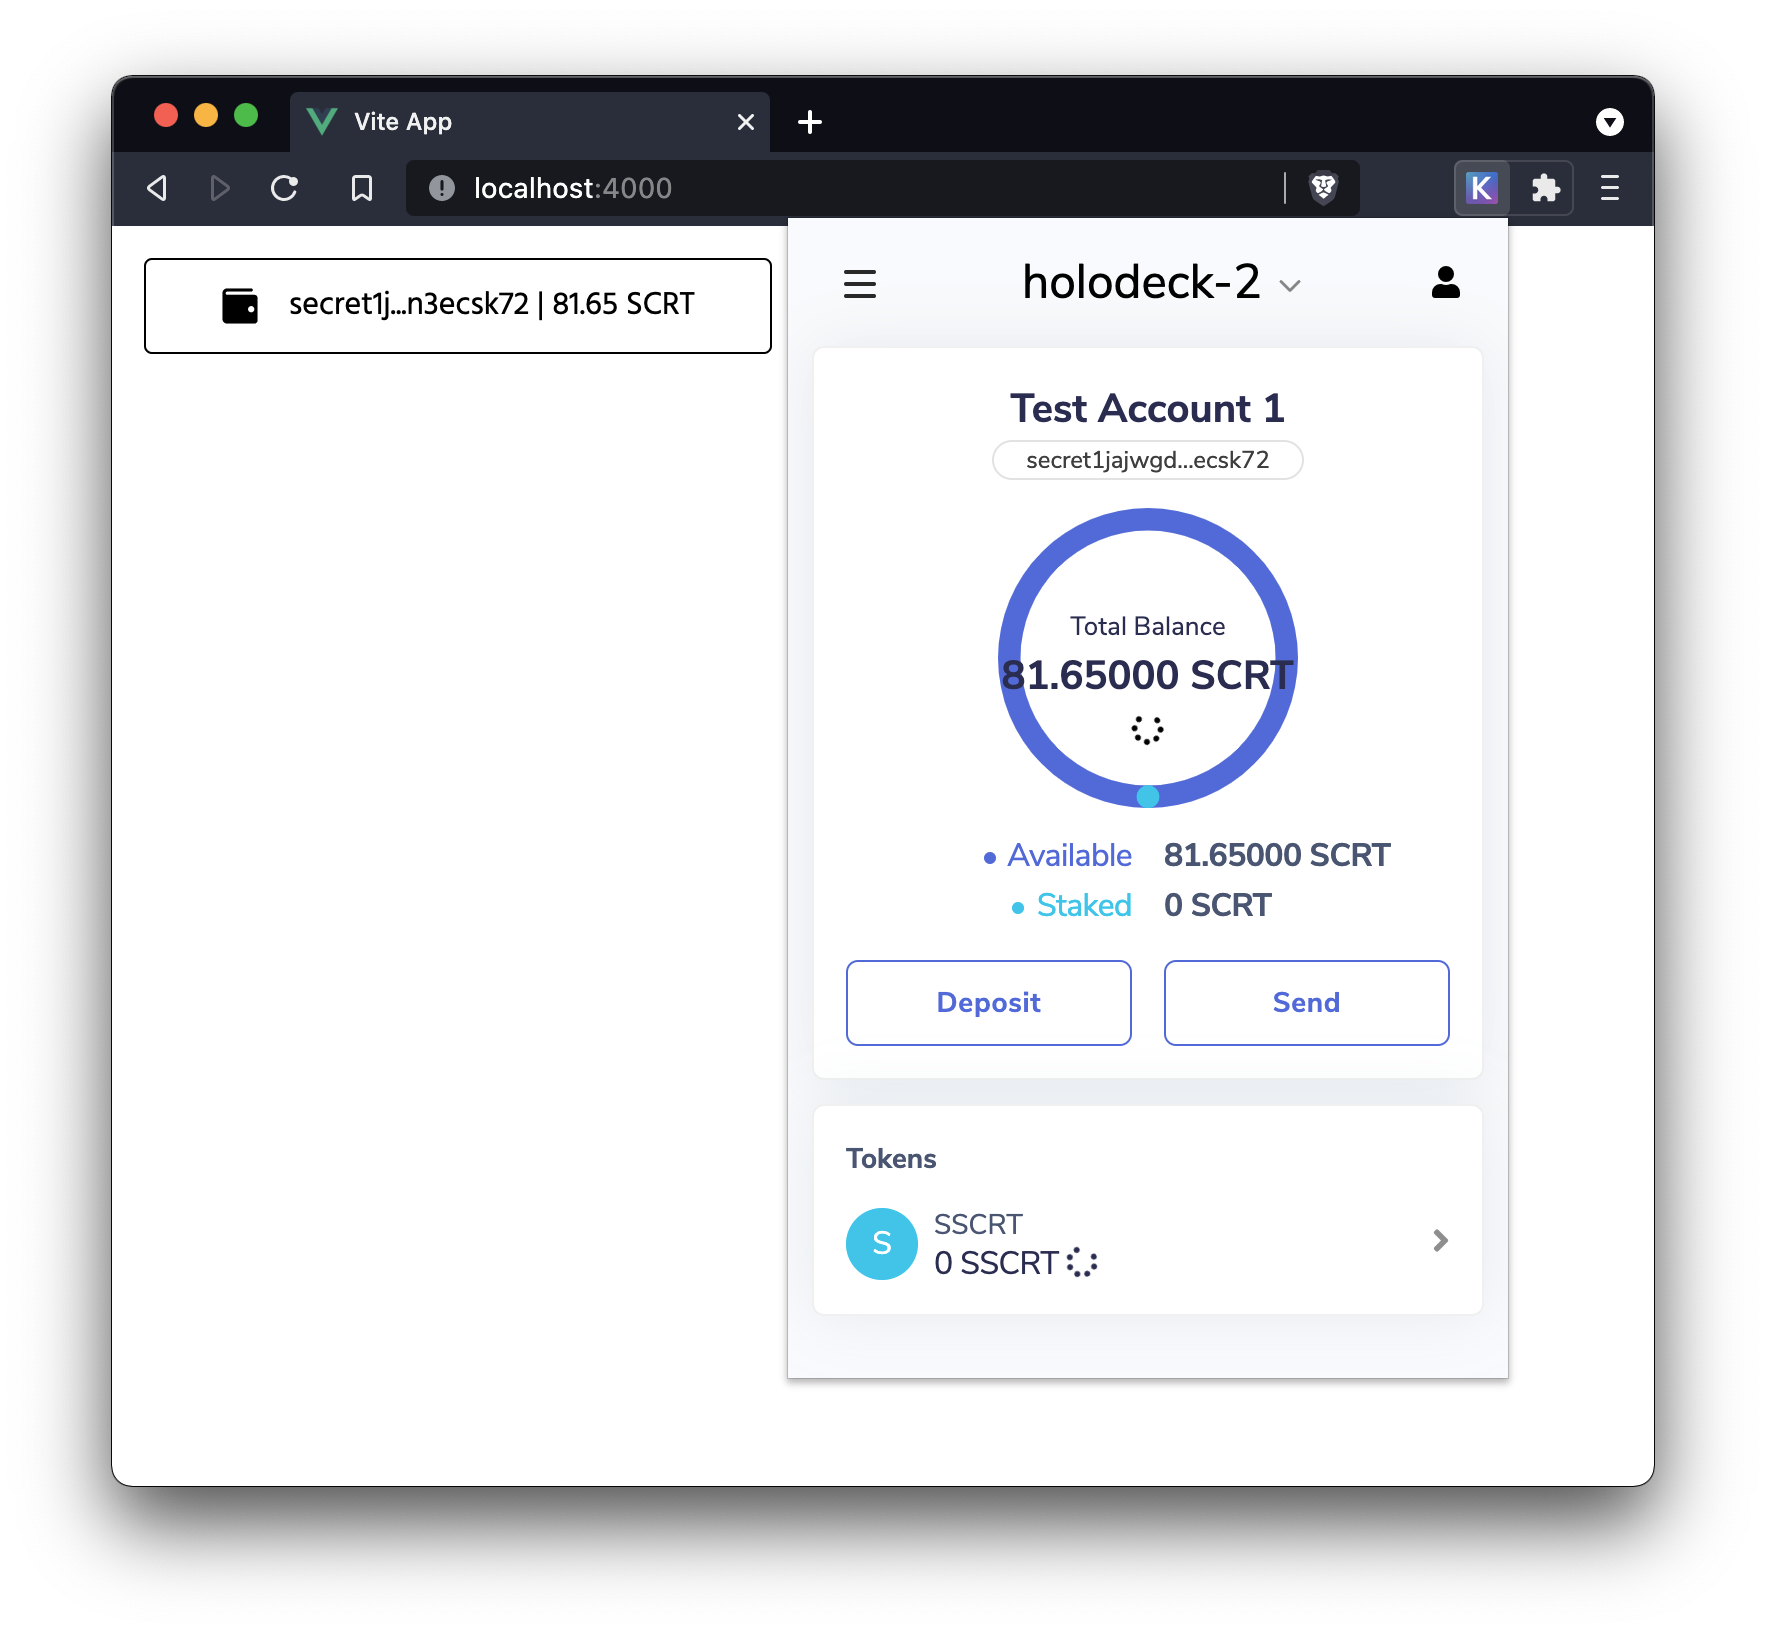 Vite App
localhost:4000
K
secret1j...n3ecsk72 | 81.65 SCRT
holodeck-2
Test Account 1
secret1jajwgd...ecsk72
Total Balance
81.65000 SCRT
Available 81.65000 SCRT
Staked 0 SCRT
Deposit Send
Tokens
S
SSCRT
0 SSCRT